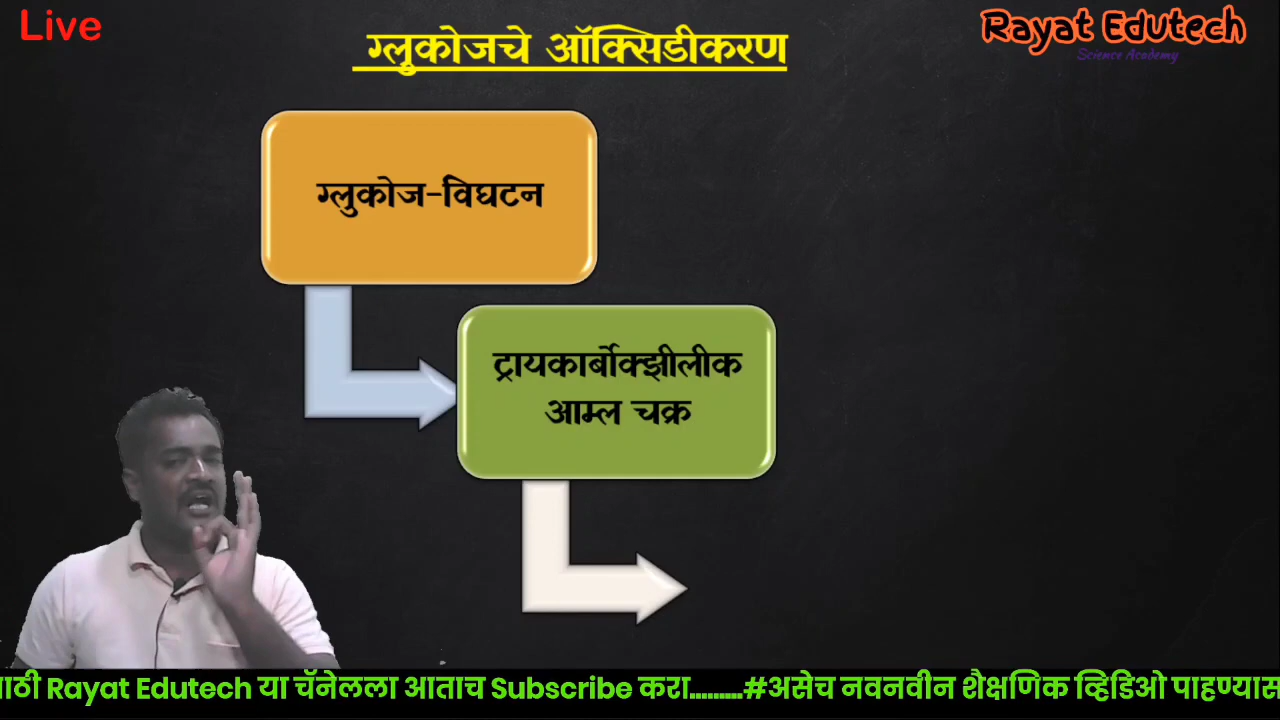 Live
Rayat Edutech
Science Academy
ग्लुकोजचे ऑक्सिडीकरण
ग्लुकोज-विघटन
ट्रायकार्बोक्झीलीक
आम्ल चक्र
Rayat Edutech या चॅनेलला आताच Subscribe करा.........#असेच नवनवीन शैक्षणिक व्हिडिओ पाहण्यास